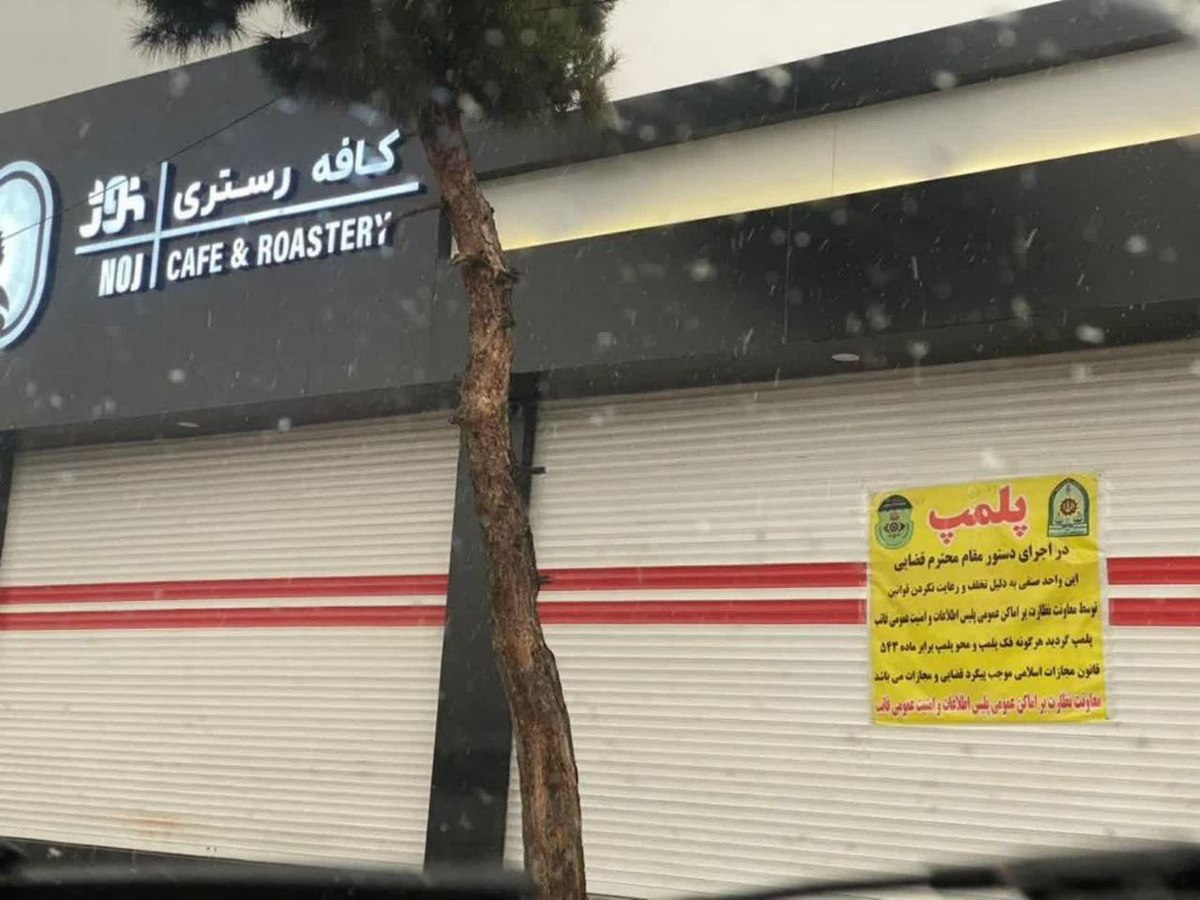 کافه رستری
نوژ
NOJ
CAFE & ROASTERY
پلمپ
در اجرای دستور مقام محترم قضایی
این واحد صنفی به دلیل تخلف و رعایت نکردن قوانین
توسط معاونت نظارت بر اماکن عمومی پلیس اطلاعات و امنیت عمومی فاتب
پلمپ گردید هرگونه فک پلمپ و محو پلمپ برابر ماده ۵۴۳
قانون مجازات اسلامی موجب پیگرد قضایی و مجازات می باشد
معاونت نظارت بر اماکن عمومی پلیس اطلاعات و امنیت عمومی فاتب